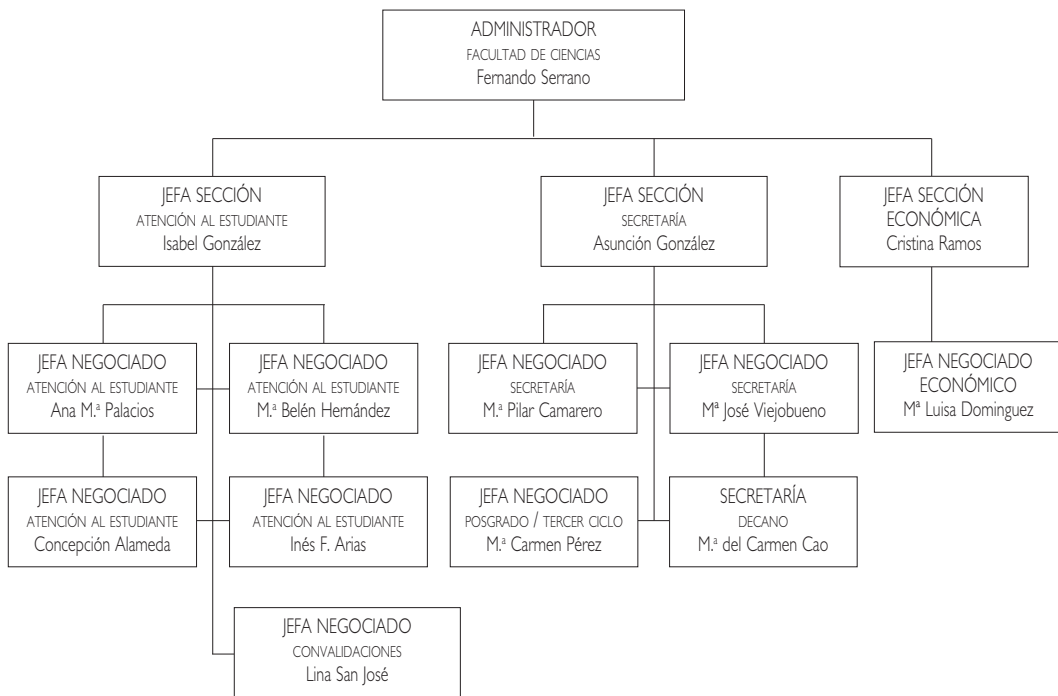 ADMINISTRADOR
FACULTAD DE CIENCIAS
Fernando Serrano
JEFA SECCIÓN
ATENCIÓN AL ESTUDIANTE
Isabel González
JEFA SECCIÓN
SECRETARÍA
Asunción González
JEFA SECCIÓN
ECONÓMICA
Cristina Ramos
JEFA NEGOCIADO
ATENCIÓN AL ESTUDIANTE
Ana M.ª Palacios
JEFA NEGOCIADO
ATENCIÓN AL ESTUDIANTE
M.ª Belén Hernández
JEFA NEGOCIADO
SECRETARÍA
M.ª Pilar Camarero
JEFA NEGOCIADO
SECRETARÍA
Mª José Viejobueno
JEFA NEGOCIADO
ECONÓMICO
Mª Luisa Dominguez
JEFA NEGOCIADO
ATENCIÓN AL ESTUDIANTE
Concepción Alameda
JEFA NEGOCIADO
ATENCIÓN AL ESTUDIANTE
Inés F. Arias
JEFA NEGOCIADO
POSGRADO / TERCER CICLO
M.ª Carmen Pérez
SECRETARÍA
DECANO
M.ª del Carmen Cao
JEFA NEGOCIADO
CONVALIDACIONES
Lina San José